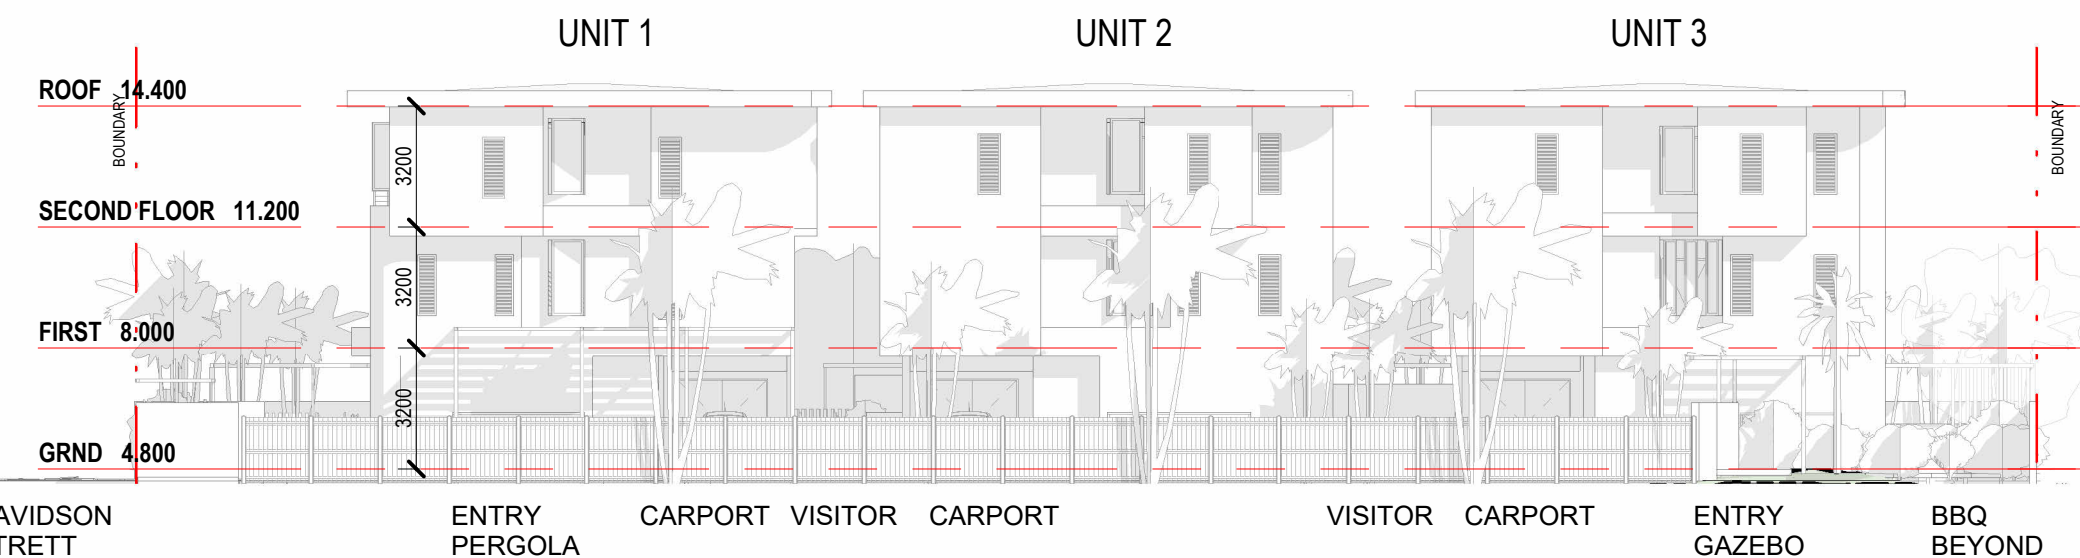 UNIT 1
UNIT 2
UNIT 3
ROOF 14.400
BOUNDARY
BOUNDARY
3200
SECOND FLOOR 11.200
3200
FIRST 8.000
3200
GRND 4.800
AVIDSON
TRETT
ENTRY
PERGOLA
CARPORT
VISITOR
CARPORT
VISITOR
CARPORT
ENTRY
GAZEBO
BBQ
BEYOND